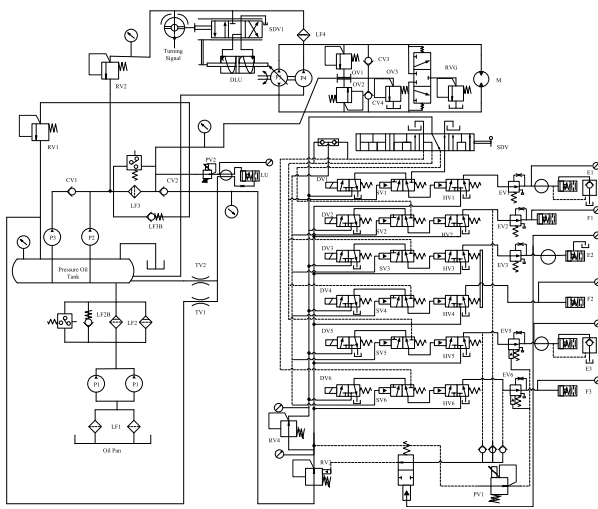 SDV1
LF4
Turning
Signal
RV2
DLU
P4
OV1
OV2
CV3
OV3
CV4
RVG
M
RV1
SDV
CV1
CV2
LF3
LF3B
PV2
LU
P3
P2
Pressure Oil
Tank
TV2
TV1
LF2B
LF2
P1
P1
LF1
Oil Pan
DV1
SV1
HV1
E1
DV2
SV2
HV2
EV2
F1
DV3
SV3
HV3
EV3
E2
DV4
SV4
HV4
F2
DV5
SV5
HV5
EV5
E3
DV6
SV6
HV6
EV6
F3
RV4
RV3
PV1